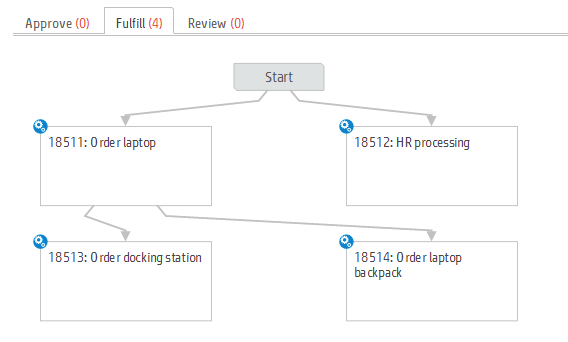 Approve (0) Fulfill (4) Review (0)
Start
18511: Order laptop
18512: HR processing
18513: Order docking station
18514: Order laptop
backpack